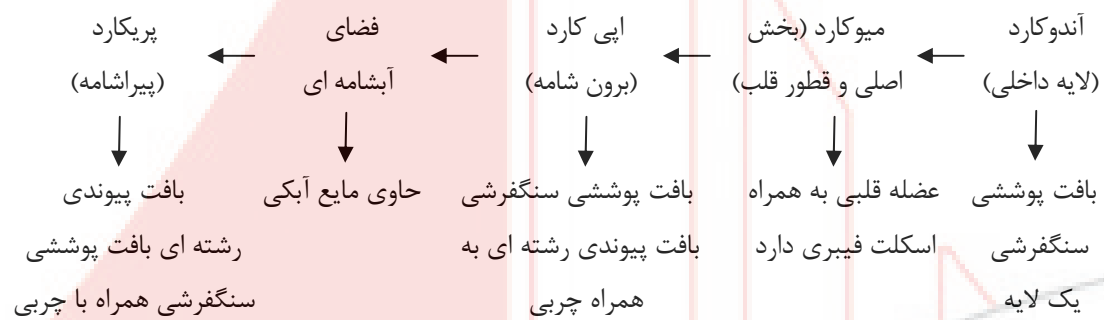 آندوکارد
(لایه داخلی)
میوکارد (بخش
اصلی و قطور قلب)
اپی کارد
(برون شامه)
فضای
آبشامه ای
پریکارد
(پیراشامه)
بافت پوششی
سنگفرشی
یک لایه
عضله قلبی به همراه
اسکلت فیبری دارد
بافت پوششی سنگفرشی
بافت پیوندی رشته ای به
همراه چربی
حاوی مایع آبکی
بافت پیوندی
رشته ای بافت پوششی
سنگفرشی همراه با چربی